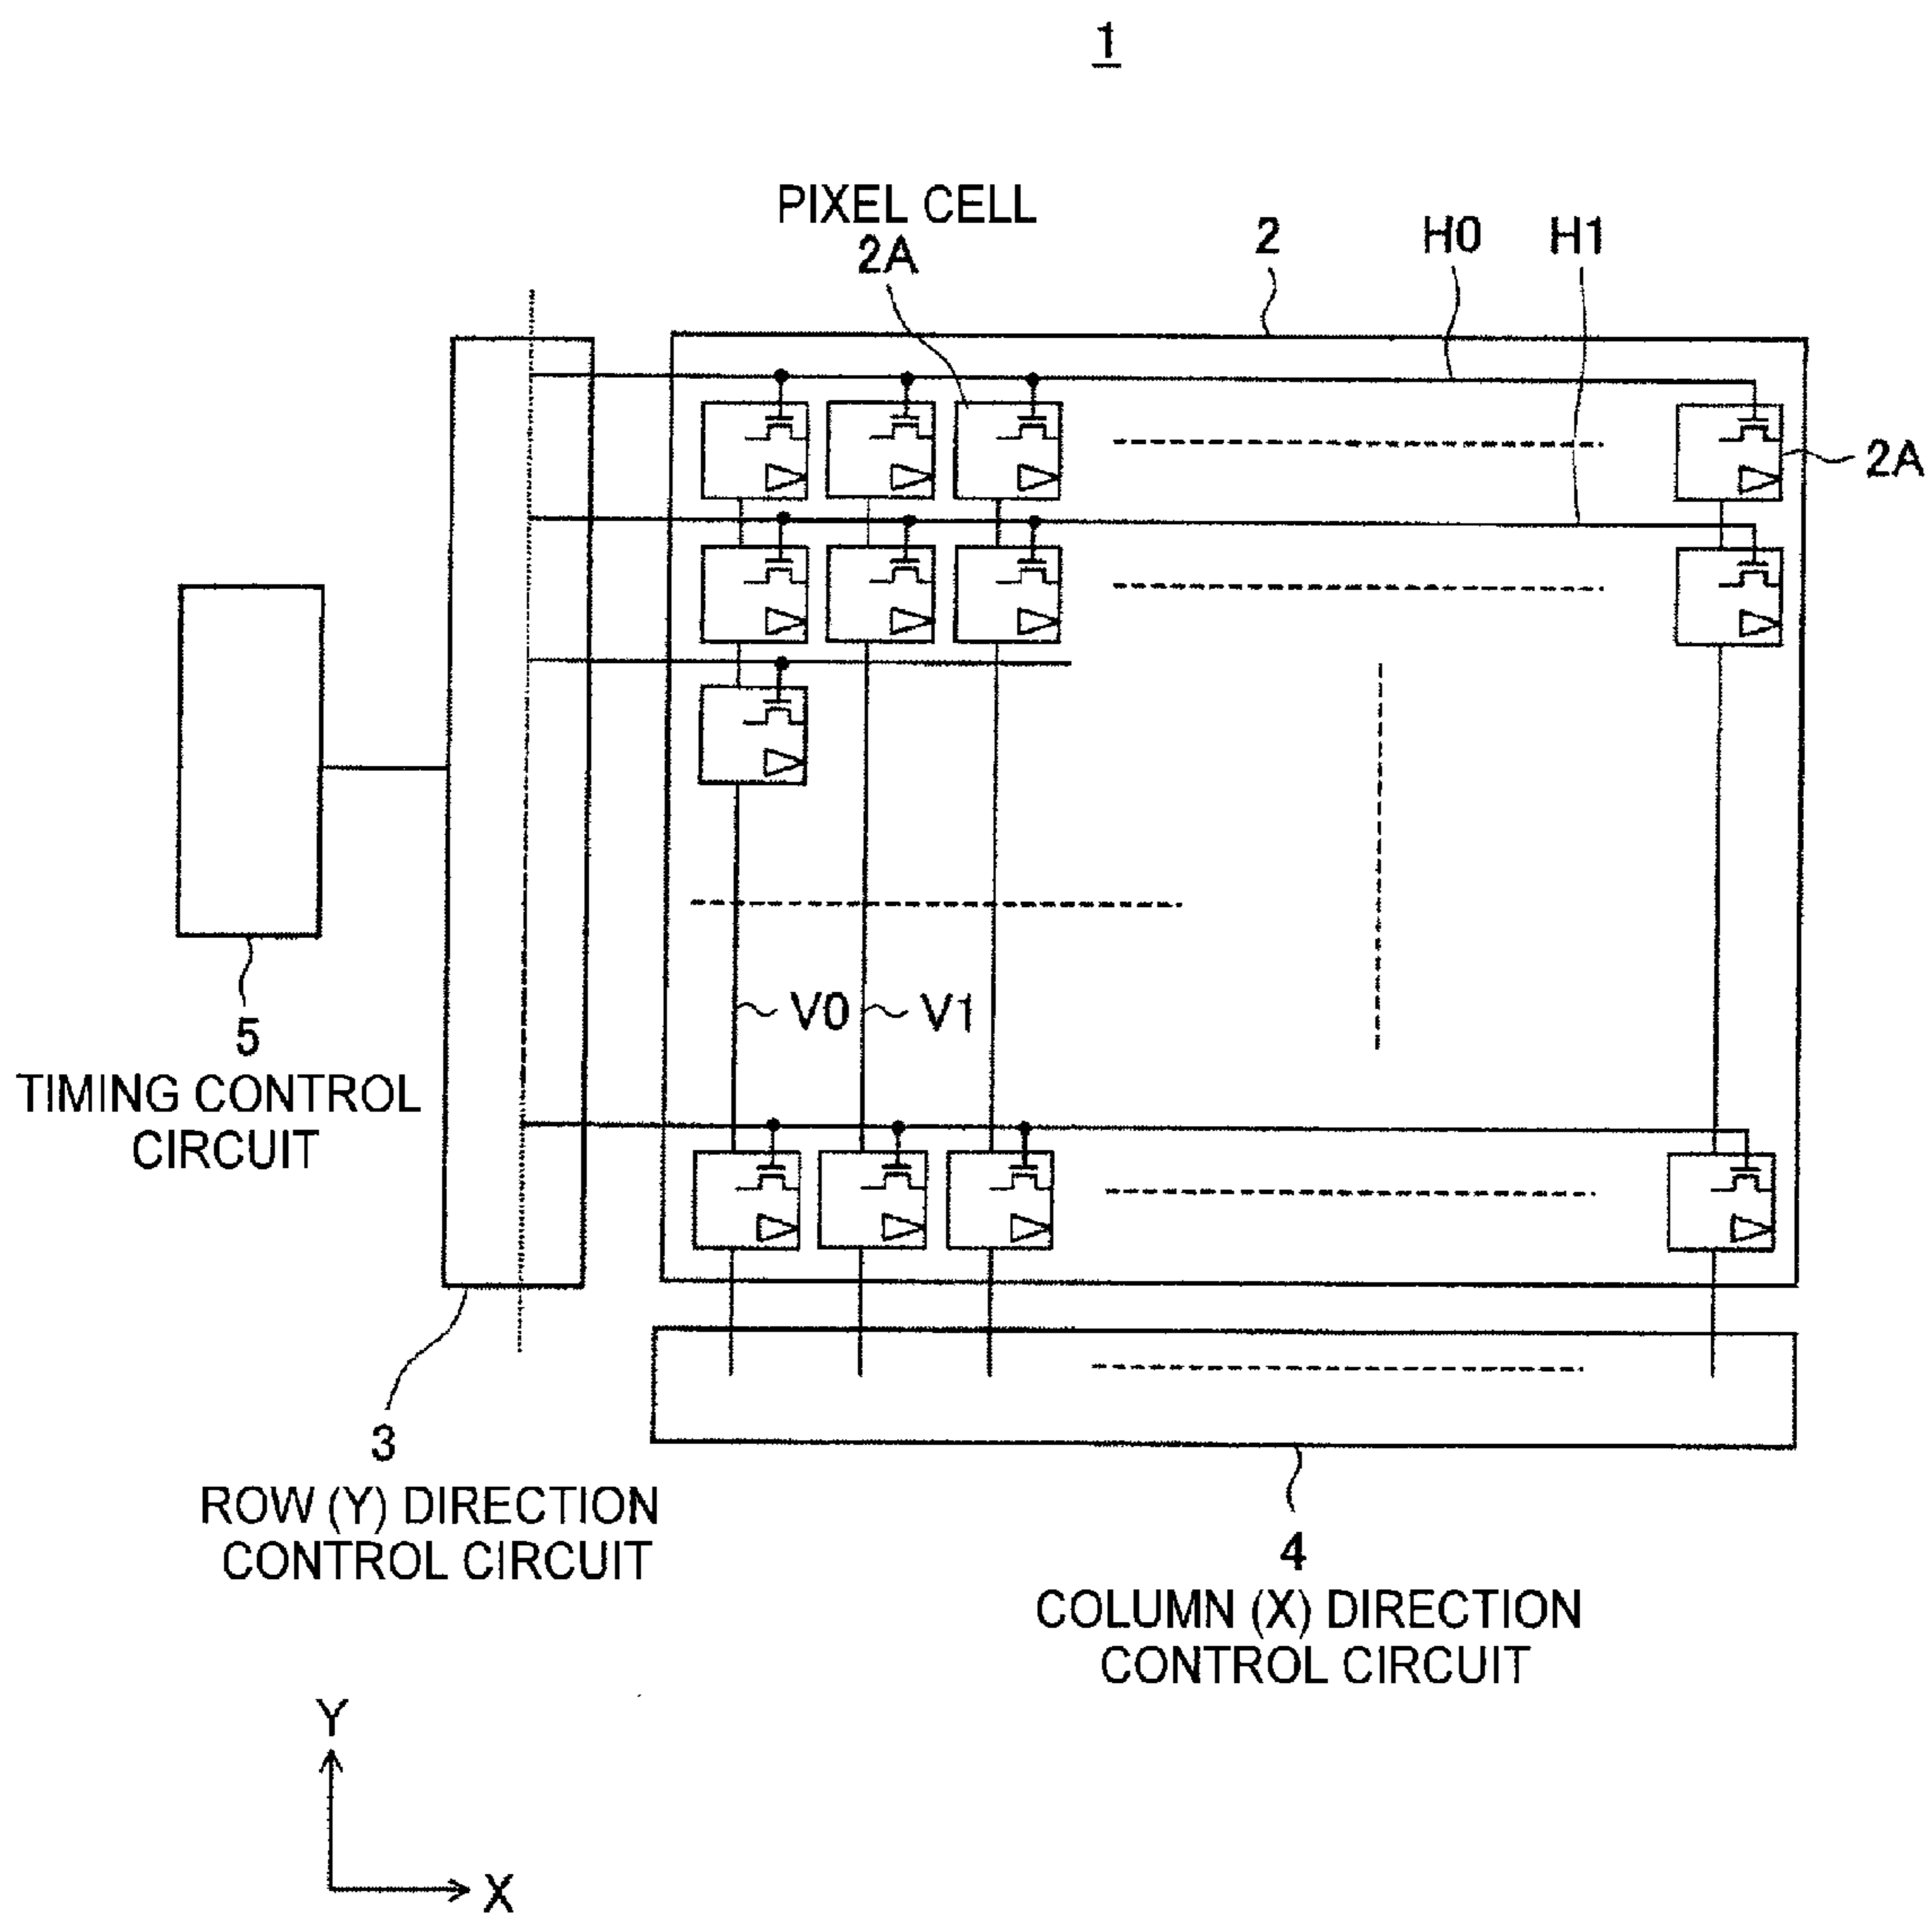 1
PIXEL CELL
2A
2
H0
H1
2A
V0
V1
5
TIMING CONTROL
CIRCUIT
3
ROW (Y) DIRECTION
CONTROL CIRCUIT
4
COLUMN (X) DIRECTION
CONTROL CIRCUIT
Y
X